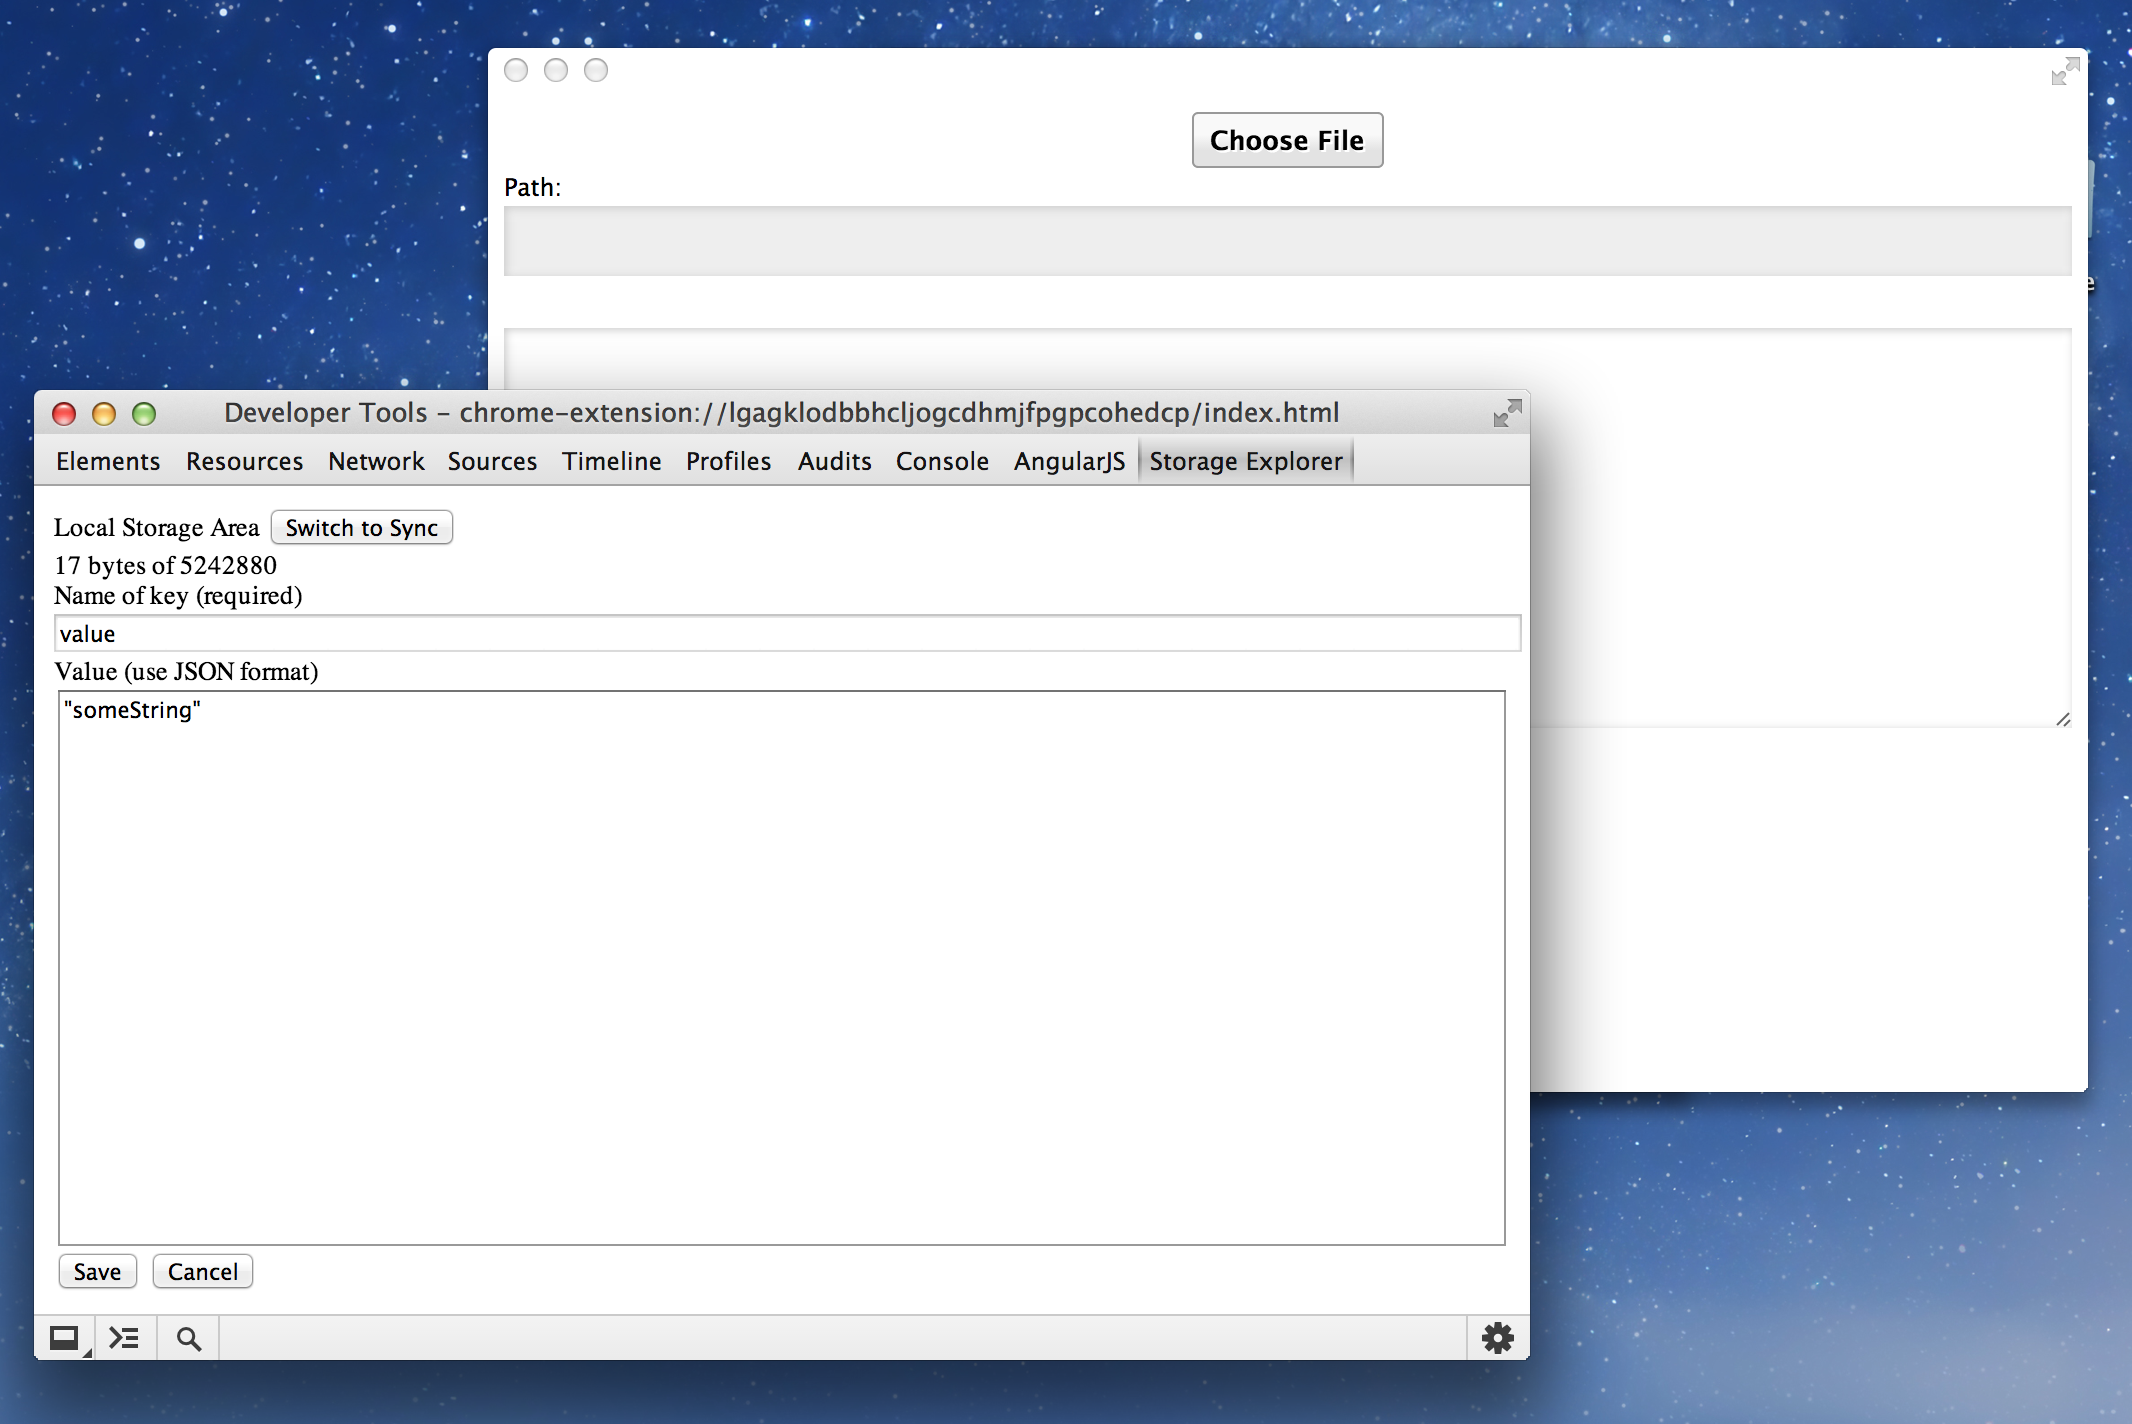 Choose File
Path:
e
Developer Tools - chrome-extension://lgagklodbbhcljogcdhmjfpgpcohedcp/index.html
Elements Resources Network Sources Timeline Profiles Audits Console AngularJS Storage Explorer
Local Storage Area Switch to Sync
17 bytes of 5242880
Name of key (required)
value
Value (use JSON format)
"someString"
Save Cancel